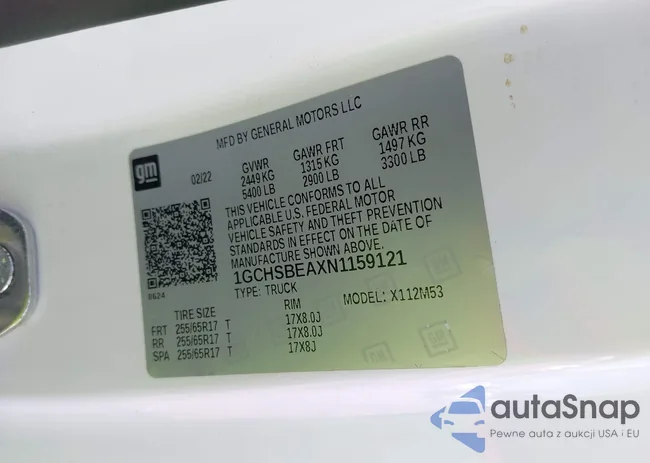 MFD BY GENERAL MOTORS LLC
gm
02/22
GVWR
2449 KG
5400 LB
GAWR FRT
1315 KG
2900 LB
GAWR RR
1497 KG
3300 LB
THIS VEHICLE CONFORMS TO ALL
APPLICABLE U.S. FEDERAL MOTOR
VEHICLE SAFETY AND THEFT PREVENTION
STANDARDS IN EFFECT ON THE DATE OF
MANUFACTURE SHOWN ABOVE.
1GCHSBEAXN1159121
8624
TYPE: TRUCK
MODEL: X112M53
TIRE SIZE
RIM
FRT 255/65R17 T 17X8.0J
RR 255/65R17 T 17X8.0J
SPA 255/65R17 T 17X8J
GM
GM
autaSnap
Pewne auta z aukcji USA i EU